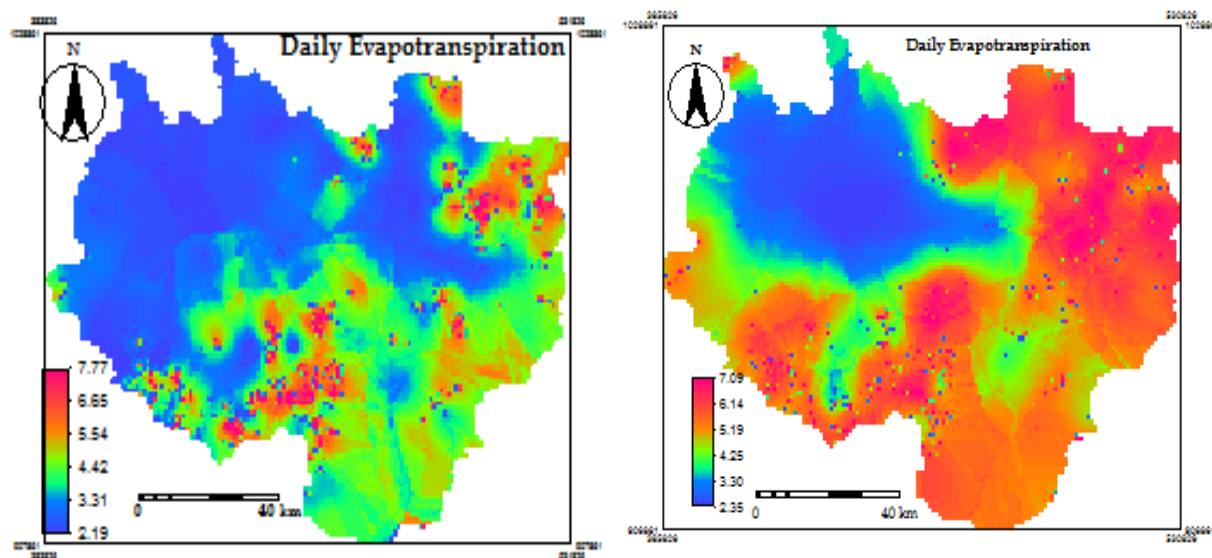 Daily Evapotranspiration
N
7.77
6.65
5.54
4.42
3.31
2.19
0 40 km
Daily Evapotranspiration
N
7.09
6.14
5.19
4.25
3.30
2.35
0 40 km